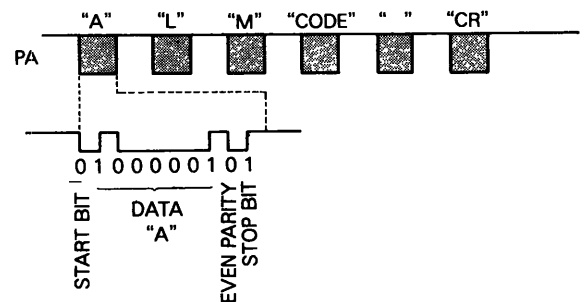 “A” “L” “M” “CODE” “ ” “CR”
PA
0 1 0 0 0 0 0 1 0 1
START BIT
DATA
“A”
EVEN PARITY
STOP BIT